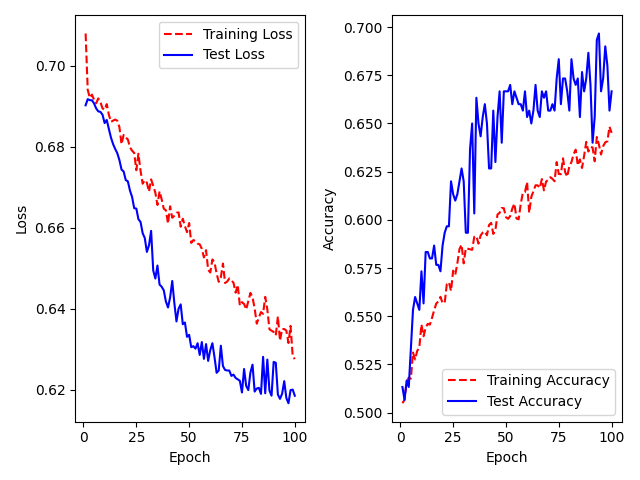 Training Loss
Test Loss
Loss
0.70
0.68
0.66
0.64
0.62
0 25 50 75 100
Epoch
Accuracy
0.700
0.675
0.650
0.625
0.600
0.575
0.550
0.525
0.500
Training Accuracy
Test Accuracy
0 25 50 75 100
Epoch